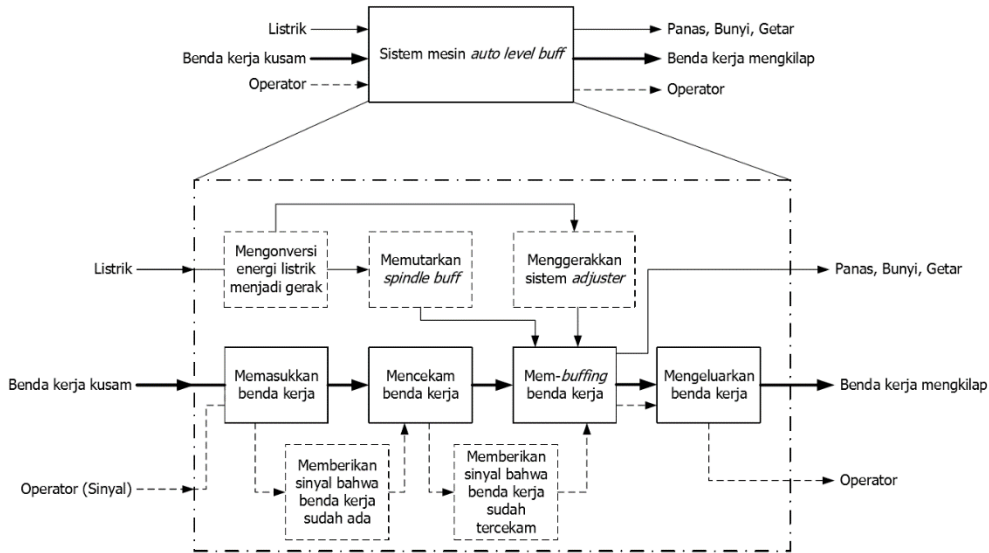 Listrik
Benda kerja kusam
Operator
Sistem mesin auto level buff
Panas, Bunyi, Getar
Benda kerja mengkilap
Operator
Listrik
Mengonversi
energi listrik
menjadi gerak
Memutarkan
spindle buff
Menggerakkan
sistem adjuster
Panas, Bunyi, Getar
Benda kerja kusam
Memasukkan
benda kerja
Mencekam
benda kerja
Mem-buffing
benda kerja
Mengeluarkan
benda kerja
Benda kerja mengkilap
Operator (Sinyal)
Memberikan
sinyal bahwa
benda kerja
sudah ada
Memberikan
sinyal bahwa
benda kerja
sudah
tercekam
Operator